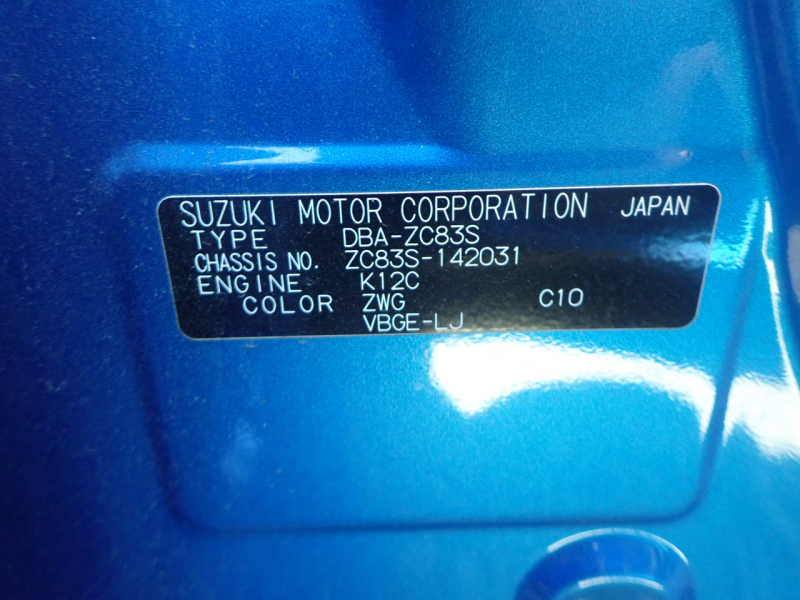 SUZUKI MOTOR CORPORATION JAPAN
TYPE DBA-ZC83S
CHASSIS NO. ZC83S-142031
ENGINE K12C
COLOR ZWG C10
VBGE-LJ